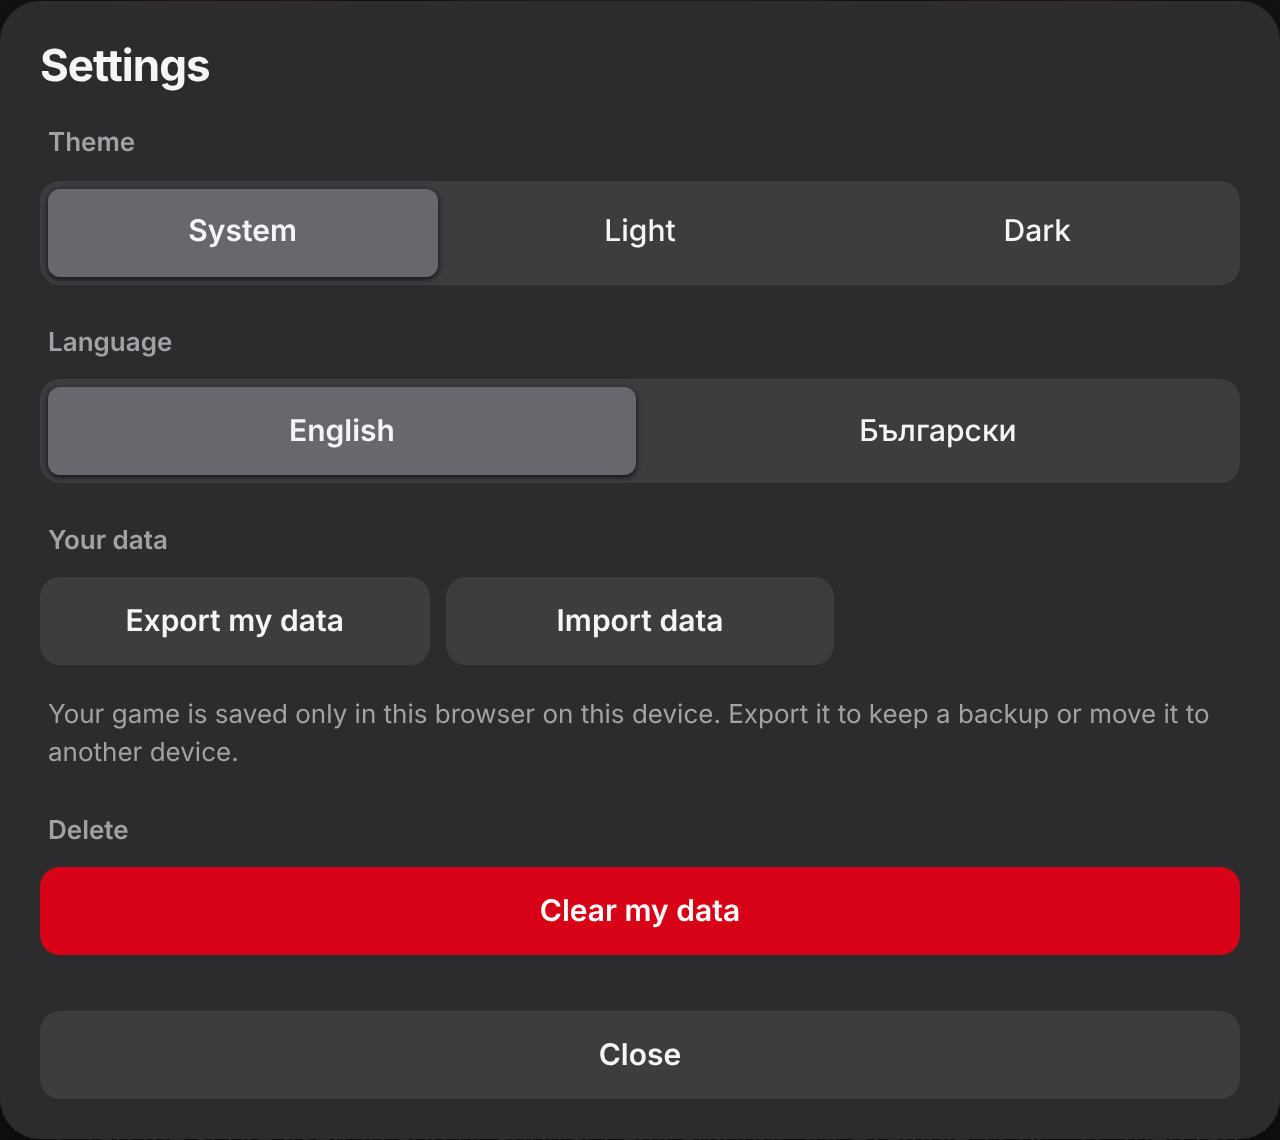 Settings
Theme
System
Light
Dark
Language
English
Български
Your data
Export my data
Import data
Your game is saved only in this browser on this device. Export it to keep a backup or move it to
another device.
Delete
Clear my data
Close